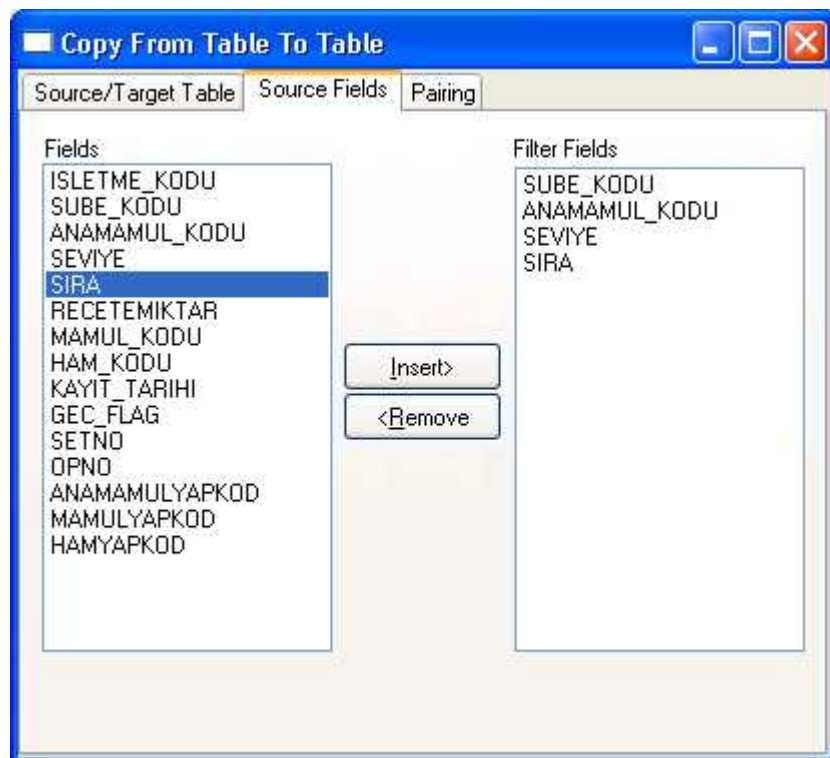 Copy From Table To Table
Source/Target Table Source Fields Pairing
Fields
ISLETME_KODU
SUBE_KODU
ANAMAMUL_KODU
SEVIYE
SIRA
RECETEMIKTAR
MAMUL_KODU
HAM_KODU
KAYIT_TARIHI
GEC_FLAG
SETNO
OPNO
ANAMAMULYAPKOD
MAMULYAPKOD
HAMYAPKOD
Insert>
<Remove
Filter Fields
SUBE_KODU
ANAMAMUL_KODU
SEVIYE
SIRA